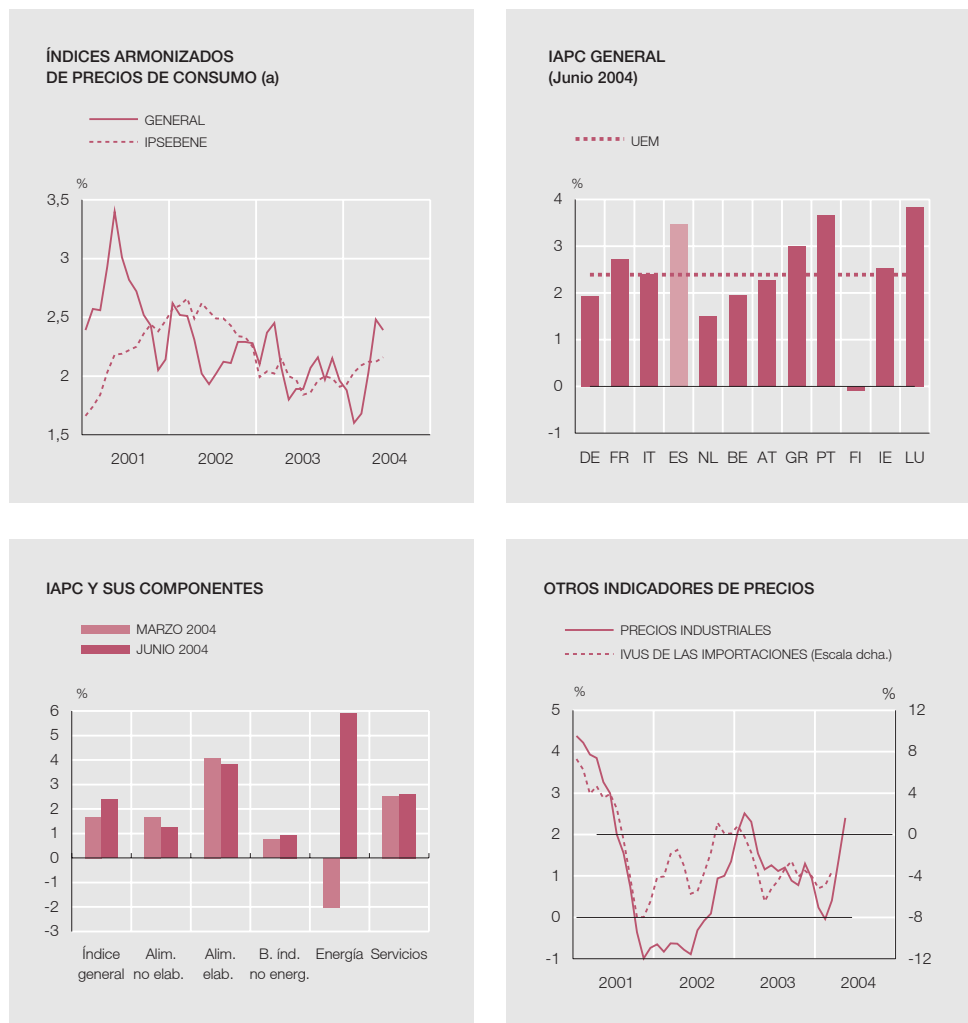 ÍNDICES ARMONIZADOS
DE PRECIOS DE CONSUMO (a)
GENERAL
IPSEBENE
%
3,5
3
2,5
2
1,5
2001 2002 2003 2004
IAPC GENERAL
(Junio 2004)
UEM
%
4
3
2
1
0
-1
DE FR IT ES NL BE AT GR PT FI IE LU
IAPC Y SUS COMPONENTES
MARZO 2004
JUNIO 2004
%
6
5
4
3
2
1
0
-1
-2
-3
Índice Alim. Alim. B. índ. Energía Servicios
general no elab. elab. no energ.
OTROS INDICADORES DE PRECIOS
PRECIOS INDUSTRIALES
IVUS DE LAS IMPORTACIONES (Escala dcha.)
% %
5 12
4 8
3 4
2 0
1 -4
0 -8
-1 -12
2001 2002 2003 2004